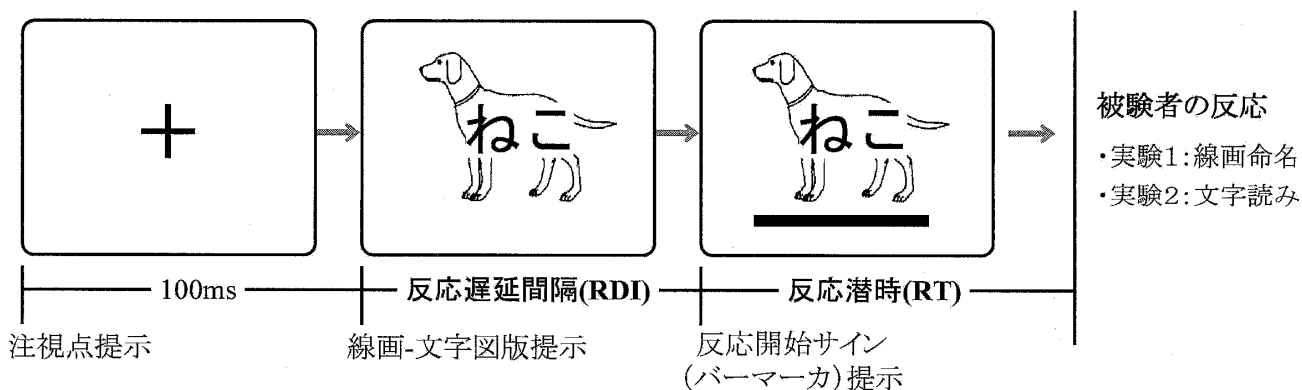 ＋
ねこ
ねこ
被験者の反応
・実験1：線画命名
・実験2：文字読み
100ms
反応遅延間隔(RDI)
反応潜時(RT)
注視点提示
線画-文字図版提示
反応開始サイン
（バーマーカ）提示